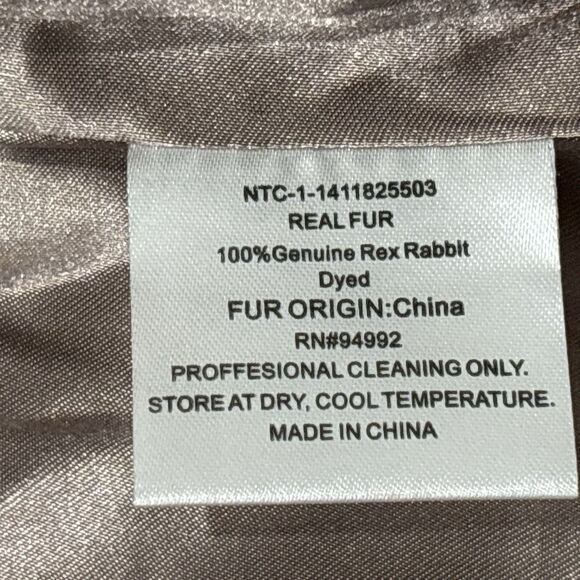 NTC-1-1411825503
REAL FUR
100%Genuine Rex Rabbit
Dyed
FUR ORIGIN:China
RN#94992
PROFFESIONAL CLEANING ONLY.
STORE AT DRY, COOL TEMPERATURE.
MADE IN CHINA